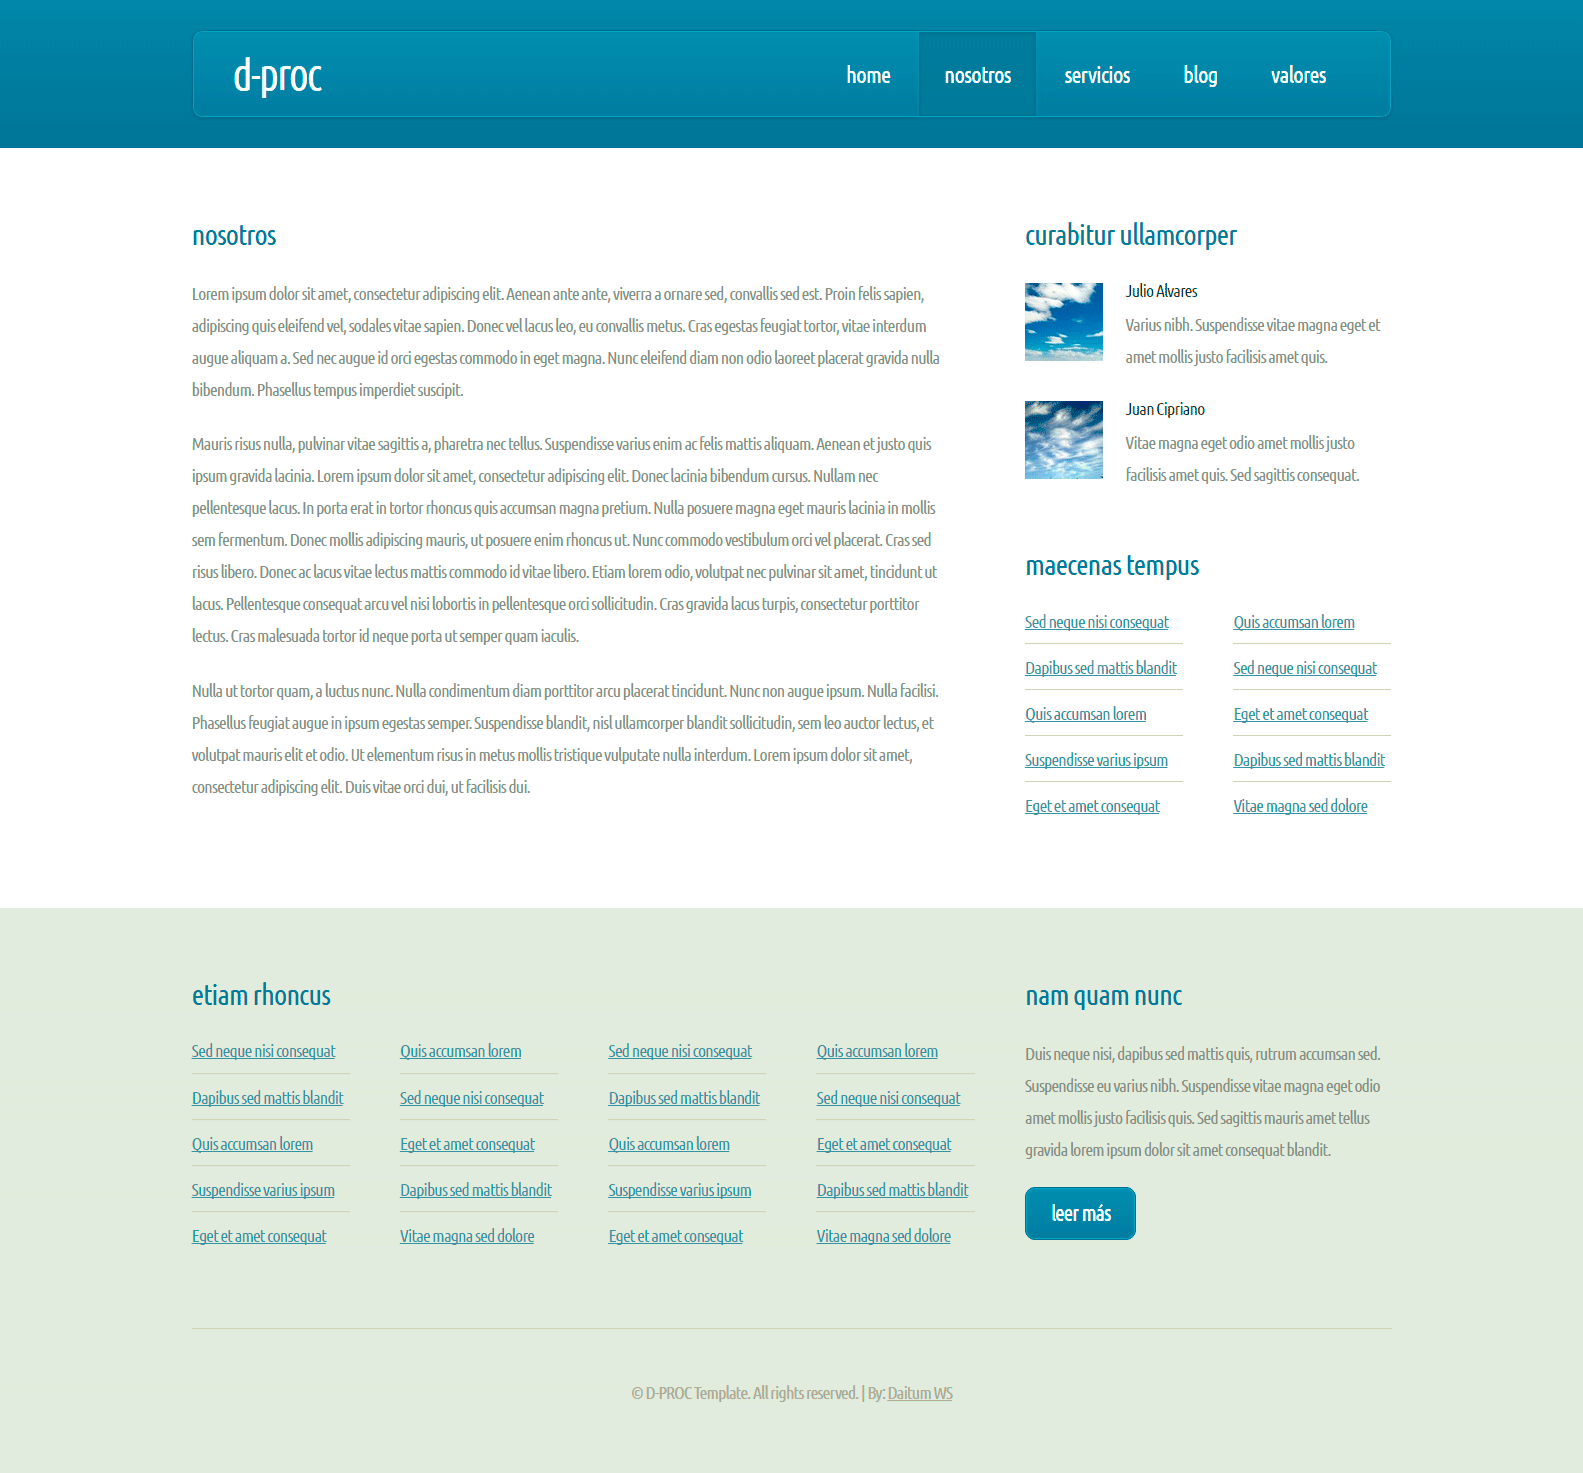 d-proc
home
nosotros
servicios
blog
valores
nosotros
Lorem ipsum dolor sit amet, consectetur adipiscing elit. Aenean ante ante, viverra a ornare sed, convallis sed est. Proin felis sapien,
adipiscing quis eleifend vel, sodales vitae sapien. Donec vel lacus leo, eu convallis metus. Cras egestas feugiat tortor, vitae interdum
augue aliquam a. Sed nec augue id orci egestas commodo in eget magna. Nunc eleifend diam non odio laoreet placerat gravida nulla
bibendum. Phasellus tempus imperdiet suscipit.
Mauris risus nulla, pulvinar vitae sagittis a, pharetra nec tellus. Suspendisse varius enim ac felis mattis aliquam. Aenean et justo quis
ipsum gravida lacinia. Lorem ipsum dolor sit amet, consectetur adipiscing elit. Donec lacinia bibendum cursus. Nullam nec
pellentesque lacus. In porta erat in tortor rhoncus quis accumsan magna pretium. Nulla posuere magna eget mauris lacinia in mollis
sem fermentum. Donec mollis adipiscing mauris, ut posuere enim rhoncus ut. Nunc commodo vestibulum orci vel placerat. Cras sed
risus libero. Donec ac lacus vitae lectus mattis commodo id vitae libero. Etiam lorem odio, volutpat nec pulvinar sit amet, tincidunt ut
lacus. Pellentesque consequat arcu vel nisi lobortis in pellentesque orci sollicitudin. Cras gravida lacus turpis, consectetur porttitor
lectus. Cras malesuada tortor id neque porta ut semper quam iaculis.
Nulla ut tortor quam, a luctus nunc. Nulla condimentum diam porttitor arcu placerat tincidunt. Nunc non augue ipsum. Nulla facilisi.
Phasellus feugiat augue in ipsum egestas semper. Suspendisse blandit, nisl ullamcorper blandit sollicitudin, sem leo auctor lectus, et
volutpat mauris elit et odio. Ut elementum risus in metus mollis tristique vulputate nulla interdum. Lorem ipsum dolor sit amet,
consectetur adipiscing elit. Duis vitae orci dui, ut facilisis dui.
curabitur ullamcorper
Julio Alvares
Varius nibh. Suspendisse vitae magna eget et
amet mollis justo facilisis amet quis.
Juan Cipriano
Vitae magna eget odio amet mollis justo
facilisis amet quis. Sed sagittis consequat.
maecenas tempus
Sed neque nisi consequat
Dapibus sed mattis blandit
Quis accumsan lorem
Suspendisse varius ipsum
Eget et amet consequat
Quis accumsan lorem
Sed neque nisi consequat
Eget et amet consequat
Dapibus sed mattis blandit
Vitae magna sed dolore
etiam rhoncus
Sed neque nisi consequat
Dapibus sed mattis blandit
Quis accumsan lorem
Suspendisse varius ipsum
Eget et amet consequat
Quis accumsan lorem
Sed neque nisi consequat
Eget et amet consequat
Dapibus sed mattis blandit
Vitae magna sed dolore
Sed neque nisi consequat
Dapibus sed mattis blandit
Quis accumsan lorem
Suspendisse varius ipsum
Eget et amet consequat
Quis accumsan lorem
Sed neque nisi consequat
Eget et amet consequat
Dapibus sed mattis blandit
Vitae magna sed dolore
nam quam nunc
Duis neque nisi, dapibus sed mattis quis, rutrum accumsan sed.
Suspendisse eu varius nibh. Suspendisse vitae magna eget odio
amet mollis justo facilisis quis. Sed sagittis mauris amet tellus
gravida lorem ipsum dolor sit amet consequat blandit.
leer más
© D-PROC Template. All rights reserved. | By: Daitum WS